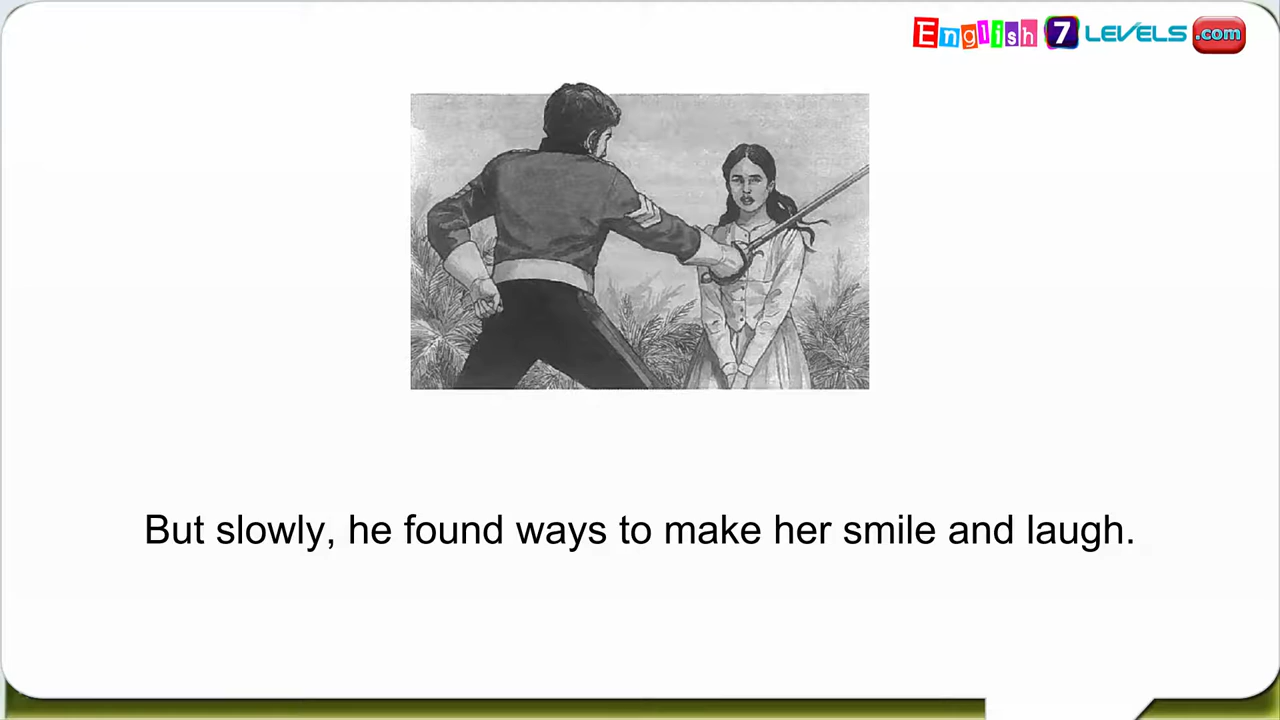 English 7 LEVELS .com
But slowly, he found ways to make her smile and laugh.